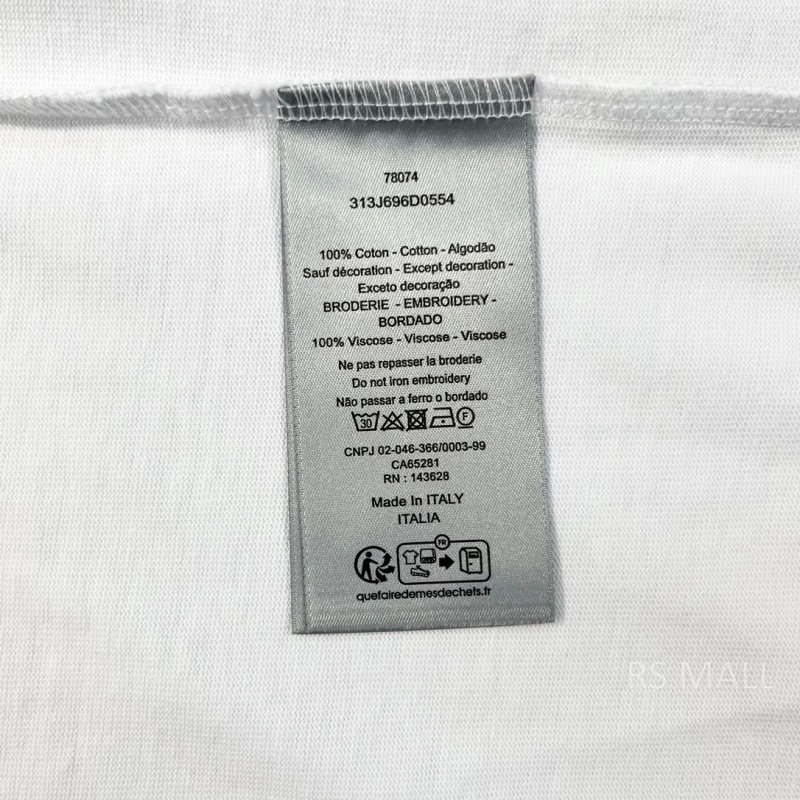 78074
313J696D0554
100% Coton - Cotton - Algodão
Sauf décoration - Except decoration -
Exceto decoração
BRODERIE - EMBROIDERY -
BORDADO
100% Viscose - Viscose - Viscose
Ne pas repasser la broderie
Do not iron embroidery
Não passar a ferro o bordado
30 F
CNPJ 02-046-366/0003-99
CA65281
RN : 143628
Made In ITALY
ITALIA
FR
quefairedemesdechets.fr
RS MALL